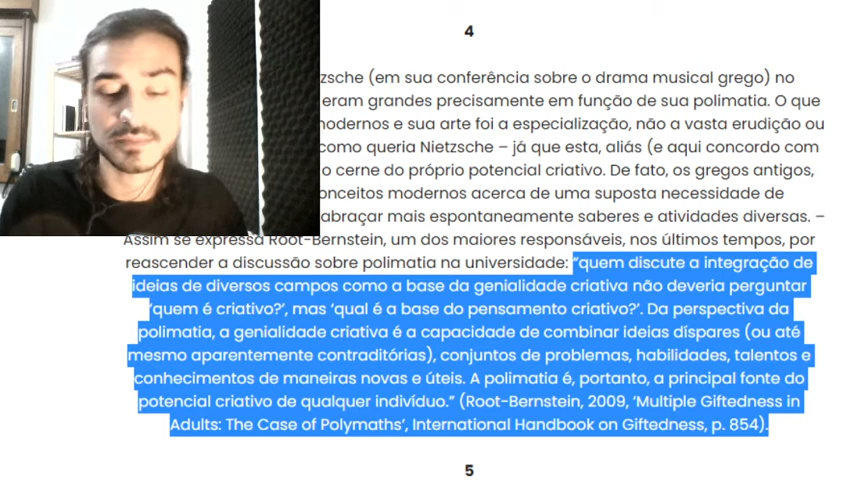 4
zsche (em sua conferência sobre o drama musical grego) no
eram grandes precisamente em função de sua polimatia. O que
modernos e sua arte foi a especialização, não a vasta erudição ou
como queria Nietzsche – já que esta, aliás (e aqui concordo com
o cerne do próprio potencial criativo. De fato, os gregos antigos,
onceitos modernos acerca de uma suposta necessidade de
abraçar mais espontaneamente saberes e atividades diversas. –
Assim se expressa Root-Bernstein, um dos maiores responsáveis, nos últimos tempos, por
reascender a discussão sobre polimatia na universidade: “quem discute a integração de
ideias de diversos campos como a base da genialidade criativa não deveria perguntar
‘quem é criativo?’, mas ‘qual é a base do pensamento criativo?’. Da perspectiva da
polimatia, a genialidade criativa é a capacidade de combinar ideias díspares (ou até
mesmo aparentemente contraditórias), conjuntos de problemas, habilidades, talentos e
conhecimentos de maneiras novas e úteis. A polimatia é, portanto, a principal fonte do
potencial criativo de qualquer indivíduo.” (Root-Bernstein, 2009, ‘Multiple Giftedness in
Adults: The Case of Polymaths’, International Handbook on Giftedness, p. 854).
5